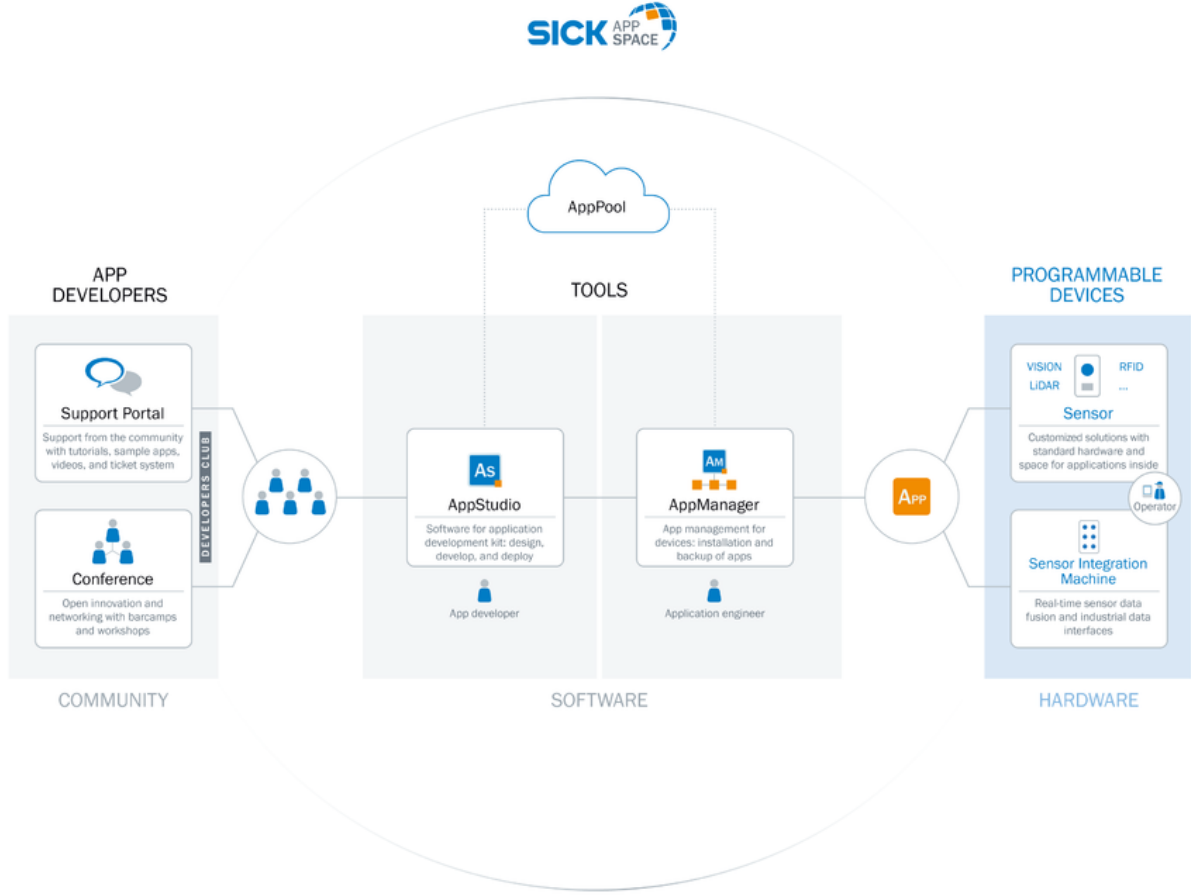 SICK APP
SPACE
AppPool
APP
DEVELOPERS
TOOLS
PROGRAMMABLE
DEVICES
Support Portal
Support from the community
with tutorials, sample apps,
videos, and ticket system
DEVELOPERS CLUB
Conference
Open innovation and
networking with barcamps
and workshops
As
AppStudio
Software for application
development kit: design,
develop, and deploy
App developer
AM
AppManager
App management for
devices: installation and
backup of apps
Application engineer
APP
VISION
RFID
LiDAR
...
Sensor
Customized solutions with
standard hardware and
space for applications inside
Operator
Sensor Integration
Machine
Real-time sensor data
fusion and industrial data
interfaces
COMMUNITY
SOFTWARE
HARDWARE